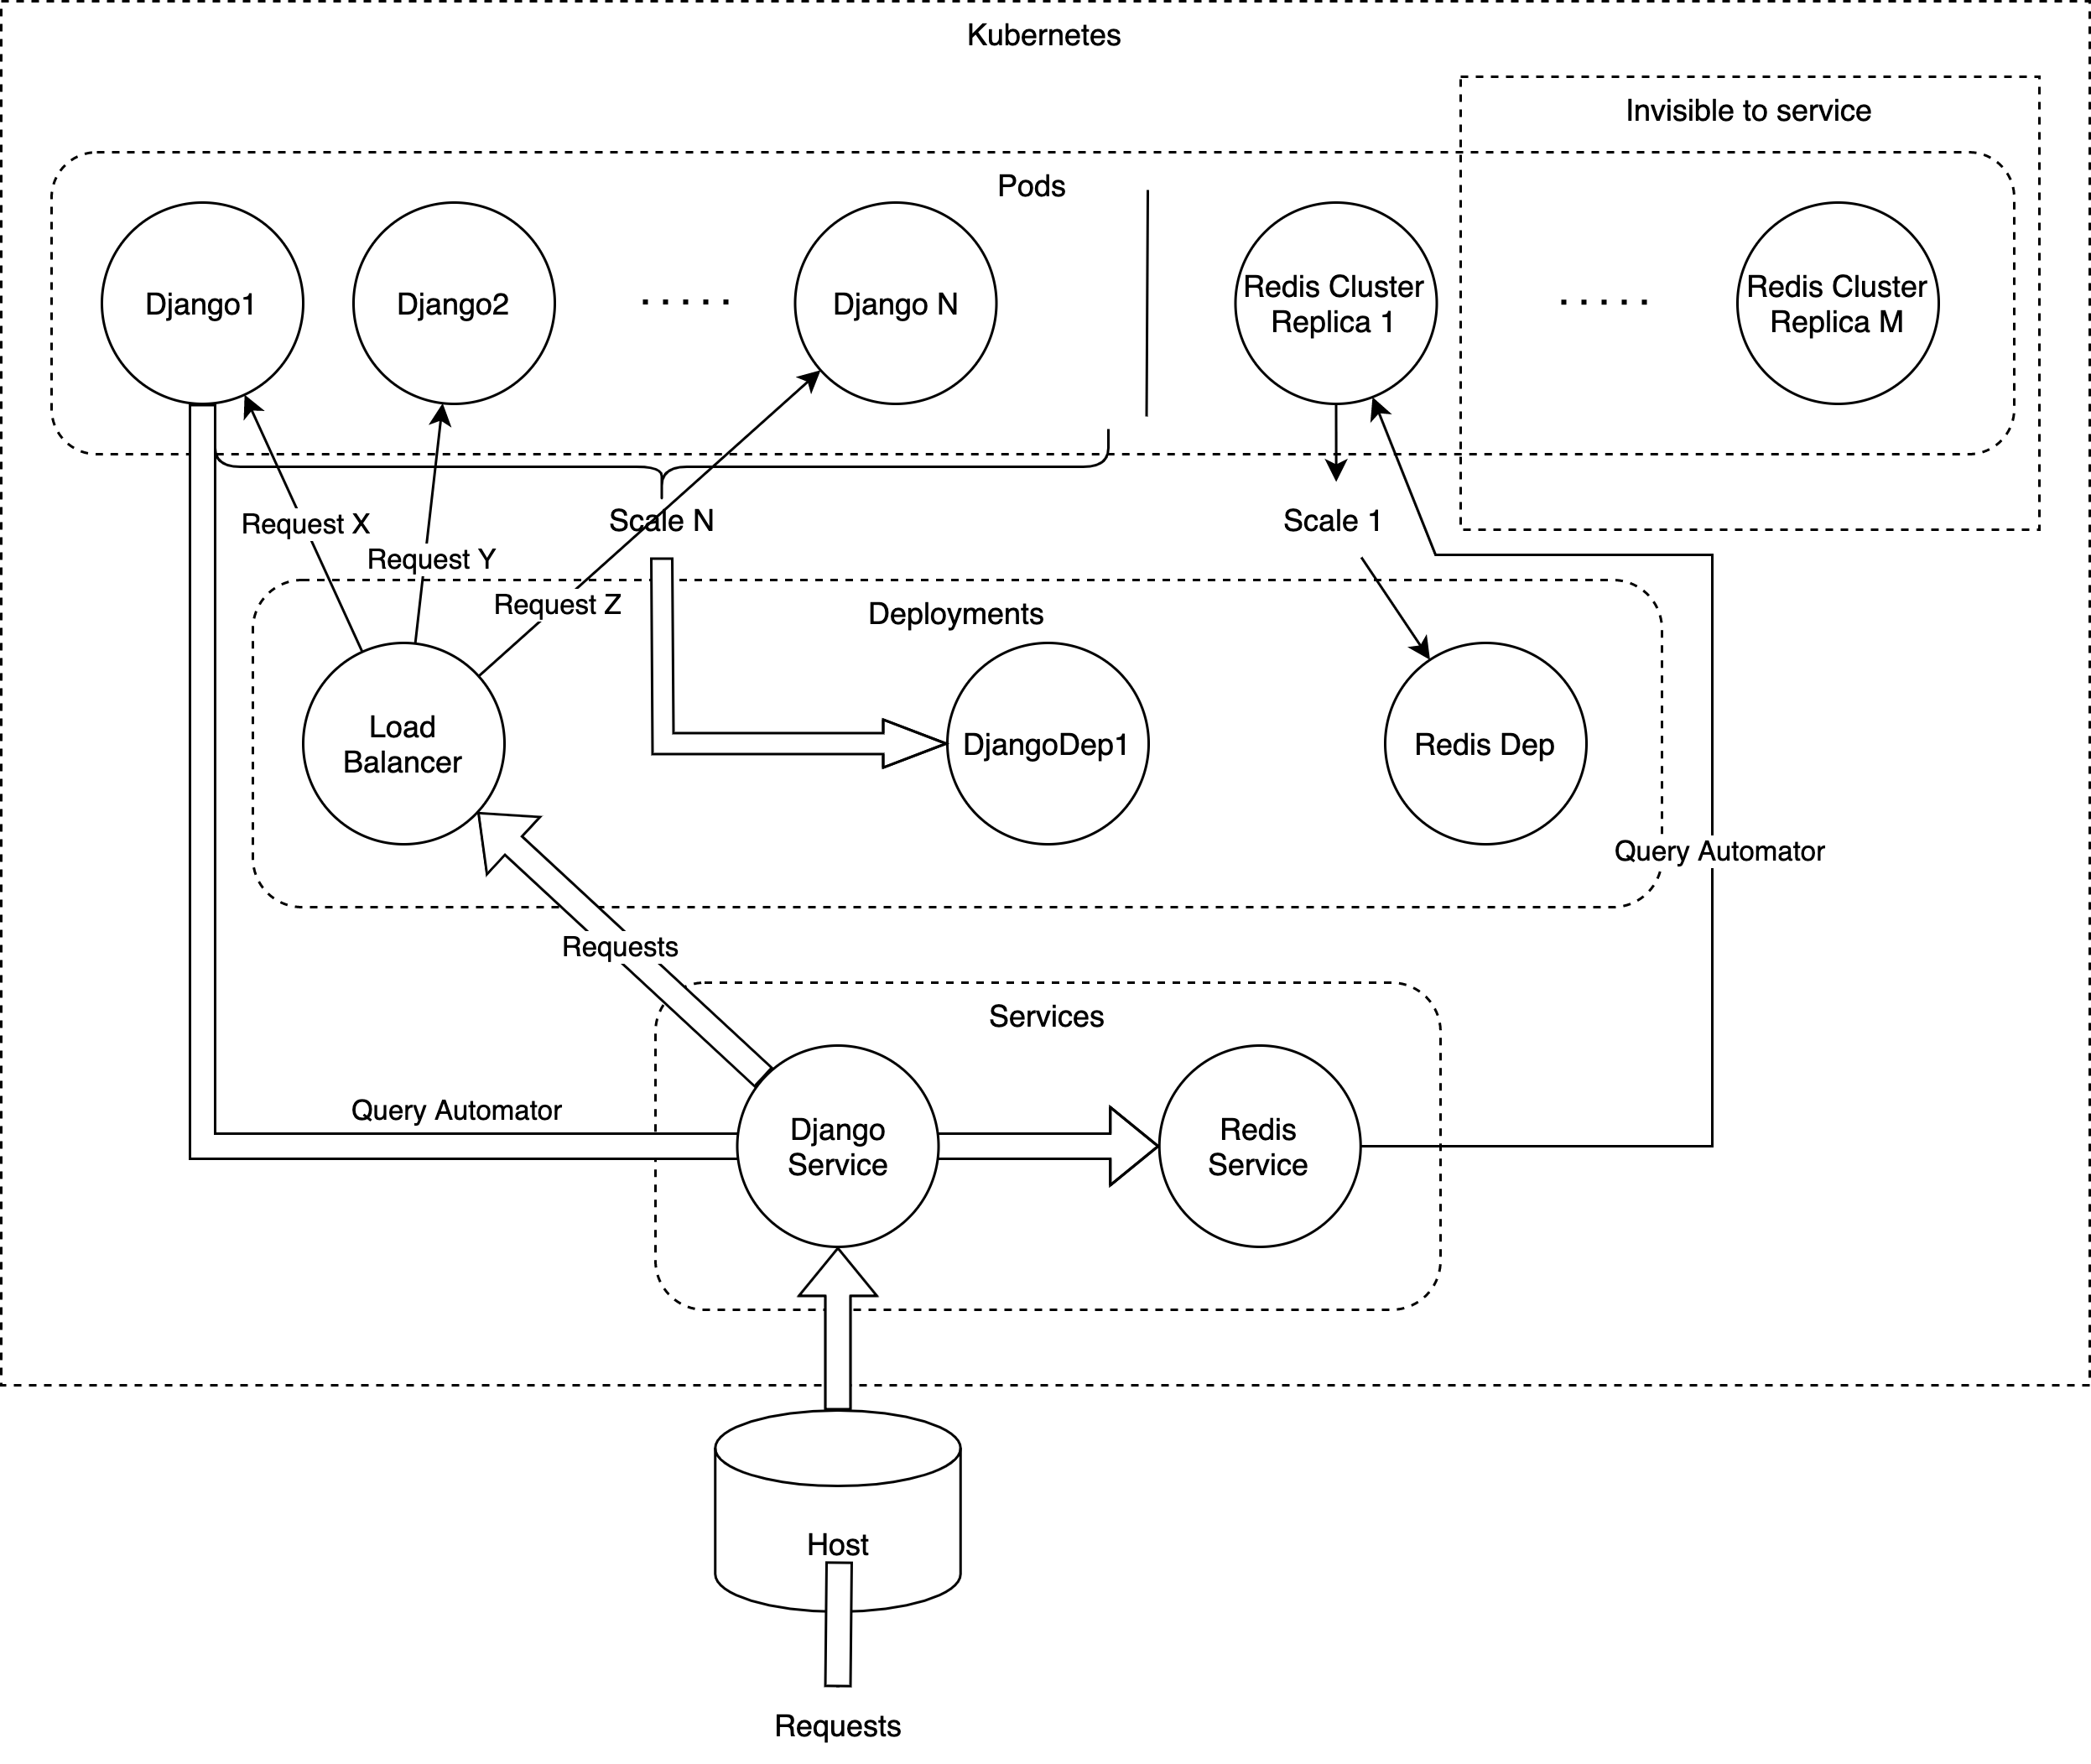 Kubernetes
Invisible to service
Pods
Django1
Django2
.....
Django N
Redis Cluster
Replica 1
.....
Redis Cluster
Replica M
Request X
Scale N
Scale 1
Request Y
Request Z
Deployments
Load
Balancer
DjangoDep1
Redis Dep
Query Automator
Requests
Services
Query Automator
Django
Service
Redis
Service
Host
Requests